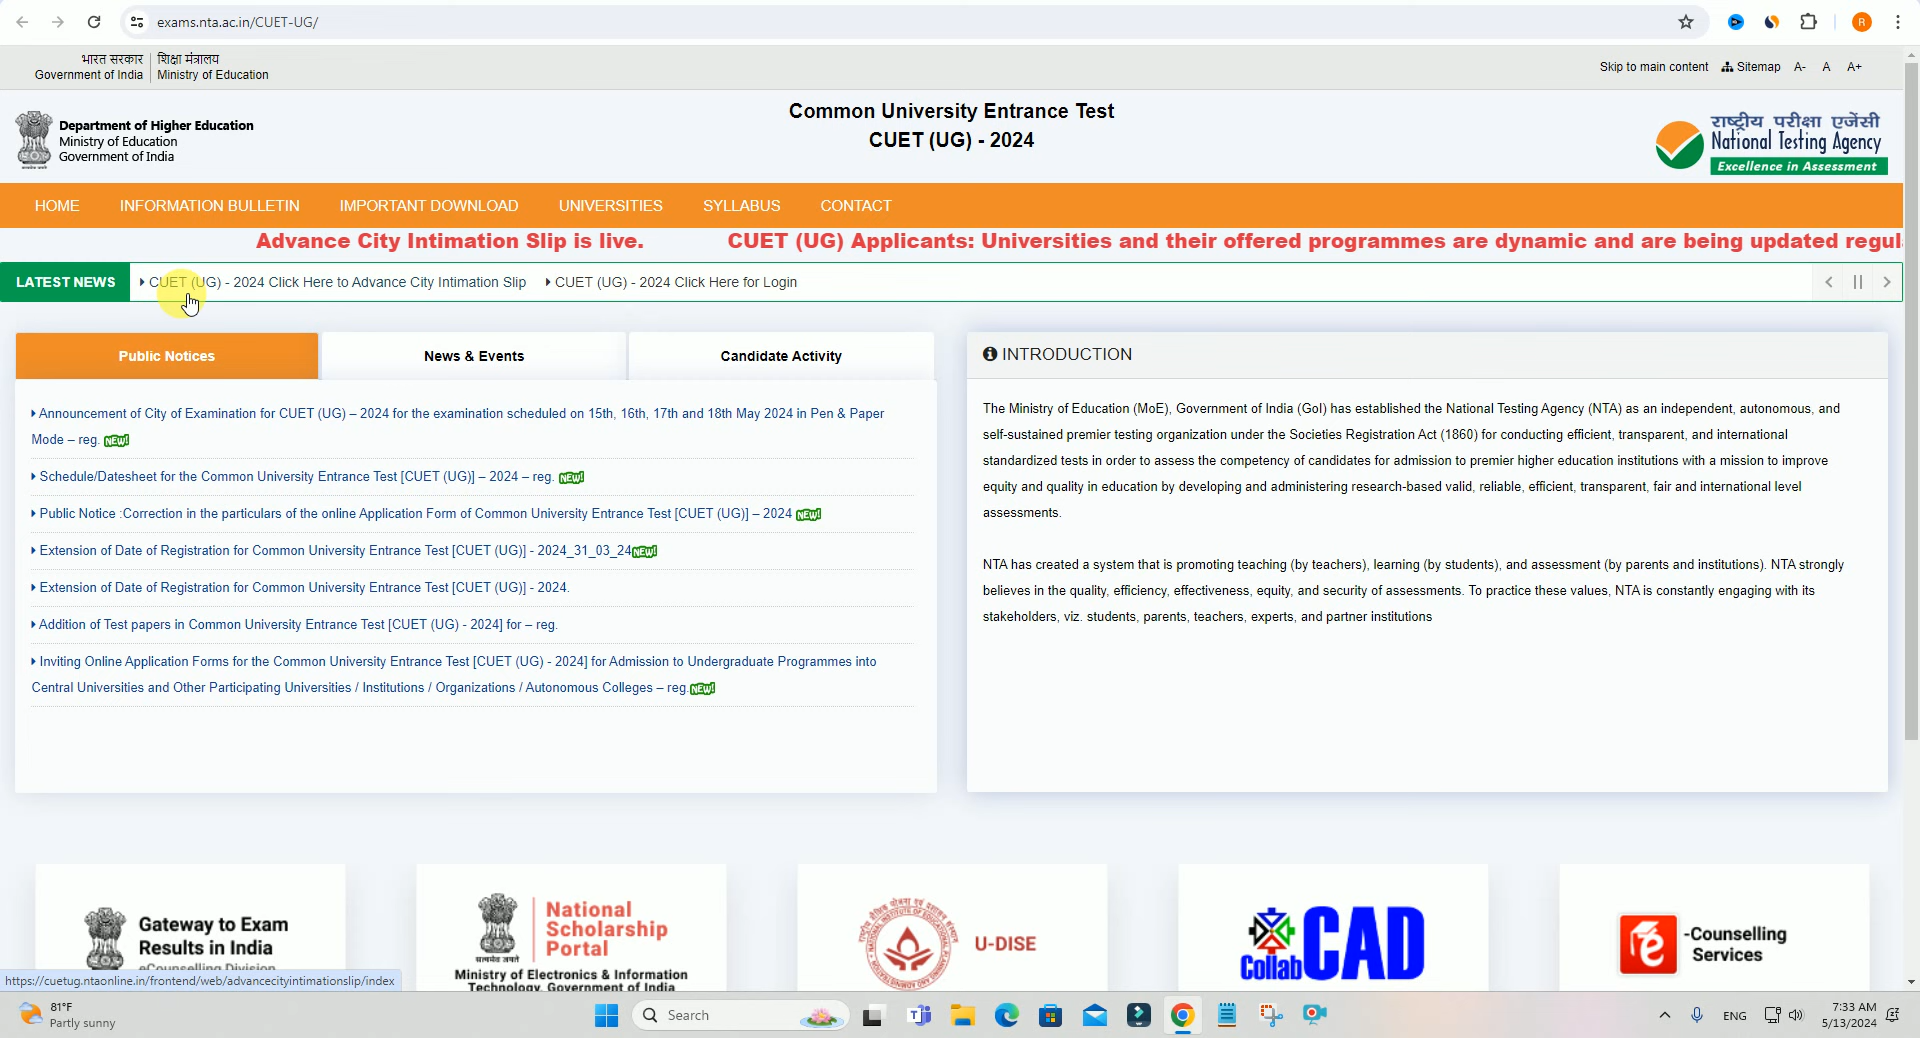 exams.nta.ac.in/CUET-UG/
R
भारत सरकार
Government of India
शिक्षा मंत्रालय
Ministry of Education
Skip to main content
Sitemap
A-
A
A+
Department of Higher Education
Ministry of Education
Government of India
Common University Entrance Test
CUET (UG) - 2024
राष्ट्रीय परीक्षा एजेंसी
National Testing Agency
Excellence in Assessment
HOME
INFORMATION BULLETIN
IMPORTANT DOWNLOAD
UNIVERSITIES
SYLLABUS
CONTACT
Advance City Intimation Slip is live.
CUET (UG) Applicants: Universities and their offered programmes are dynamic and are being updated regul
LATEST NEWS
CUET (UG) - 2024 Click Here to Advance City Intimation Slip
CUET (UG) - 2024 Click Here for Login
Public Notices
News & Events
Candidate Activity
Announcement of City of Examination for CUET (UG) – 2024 for the examination scheduled on 15th, 16th, 17th and 18th May 2024 in Pen & Paper
Mode – reg. NEW!
Schedule/Datesheet for the Common University Entrance Test [CUET (UG)] – 2024 – reg. NEW!
Public Notice :Correction in the particulars of the online Application Form of Common University Entrance Test [CUET (UG)] – 2024 NEW!
Extension of Date of Registration for Common University Entrance Test [CUET (UG)] - 2024_31_03_24 NEW!
Extension of Date of Registration for Common University Entrance Test [CUET (UG)] - 2024.
Addition of Test papers in Common University Entrance Test [CUET (UG) - 2024] for – reg.
Inviting Online Application Forms for the Common University Entrance Test [CUET (UG) - 2024] for Admission to Undergraduate Programmes into
Central Universities and Other Participating Universities / Institutions / Organizations / Autonomous Colleges – reg. NEW!
INTRODUCTION
The Ministry of Education (MoE), Government of India (GoI) has established the National Testing Agency (NTA) as an independent, autonomous, and
self-sustained premier testing organization under the Societies Registration Act (1860) for conducting efficient, transparent, and international
standardized tests in order to assess the competency of candidates for admission to premier higher education institutions with a mission to improve
equity and quality in education by developing and administering research-based valid, reliable, efficient, transparent, fair and international level
assessments.
NTA has created a system that is promoting teaching (by teachers), learning (by students), and assessment (by parents and institutions). NTA strongly
believes in the quality, efficiency, effectiveness, equity, and security of assessments. To practice these values, NTA is constantly engaging with its
stakeholders, viz. students, parents, teachers, experts, and partner institutions
Gateway to Exam
Results in India
eCounselling Division
National
Scholarship
Portal
सत्यमेव जयते
Ministry of Electronics & Information
Technology, Government of India
U-DISE
CollabCAD
e-Counselling
Services
https://cuetug.ntaonline.in/frontend/web/advancecityintimationslip/index
81°F
Partly sunny
Search
ENG
7:33 AM
5/13/2024